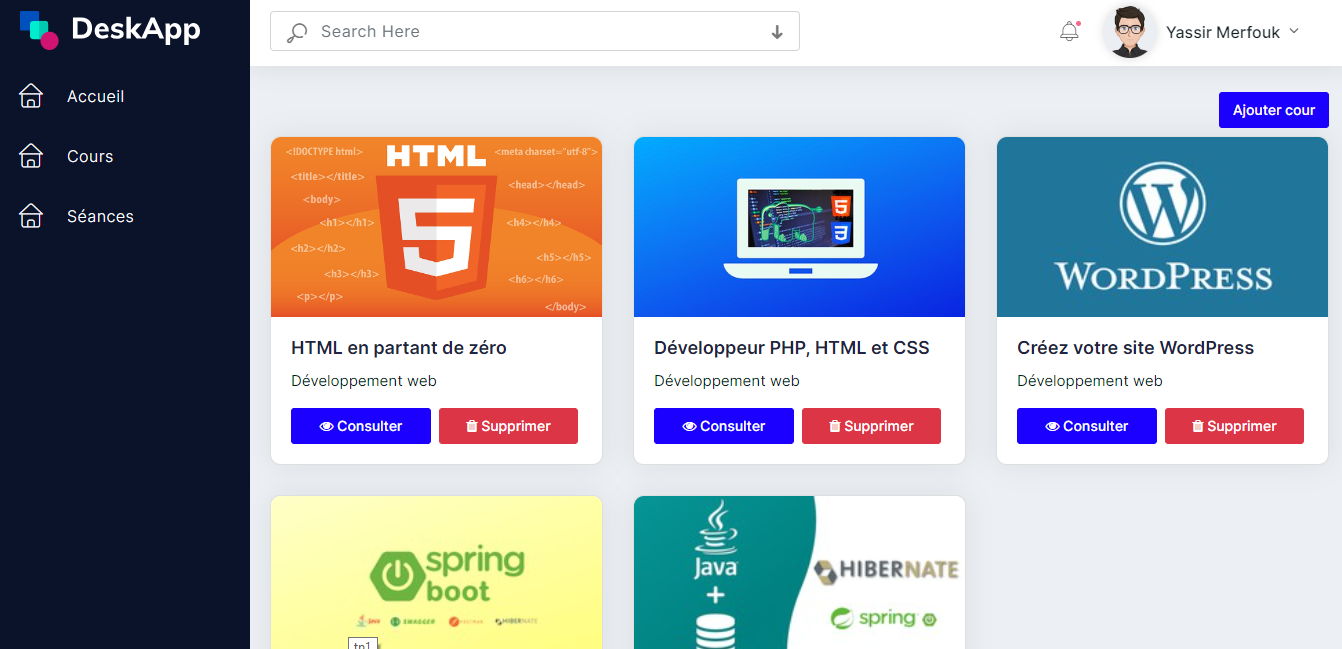 DeskApp
Search Here
Yassir Merfouk
Accueil
Cours
Séances
Ajouter cour
<!DOCTYPE html>
HTML
<meta charset="utf-8">
<title></title>
<head></head>
<body>
<h1></h1>
<h4></h4>
<h2></h2>
<h5></h5>
<h3></h3>
<h6></h6>
<p></p>
</body>
5
5
3
W
WORDPRESS
HTML en partant de zéro
Développement web
Consulter
Supprimer
Développeur PHP, HTML et CSS
Développement web
Consulter
Supprimer
Créez votre site WordPress
Développement web
Consulter
Supprimer
spring
boot
Java
SWAGGER
HIBERNATE
tp1
Java
+
HIBERNATE
spring